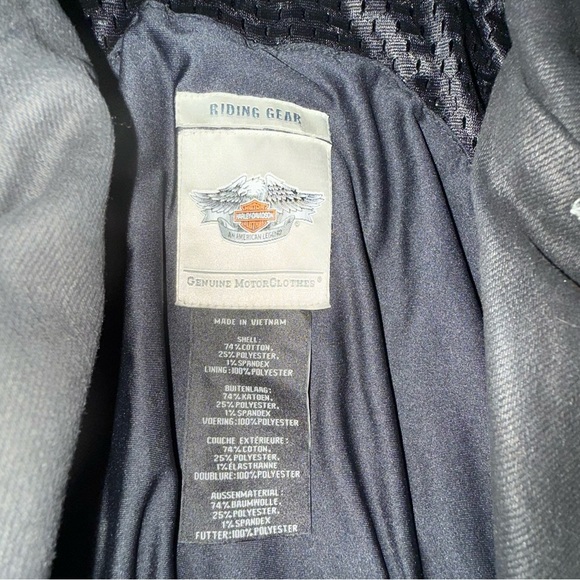 RIDING GEAR
HARLEY-DAVIDSON
AN AMERICAN LEGEND
GENUINE MOTORCLOTHES®
MADE IN VIETNAM
SHELL:
74%COTTON,
25%POLYESTER,
1%SPANDEX
LINING:100%POLYESTER
BUITENLAAG:
74%KATOEN,
25%POLYESTER,
1%SPANDEX
VOERING:100%POLYESTER
COUCHE EXTÉRIEURE:
74%COTON,
25%POLYESTER,
1%ÉLASTHANNE
DOUBLURE:100%POLYESTER
AUSSENMATERIAL:
74%BAUMWOLLE,
25%POLYESTER,
1%SPANDEX
FUTTER:100%POLYESTER